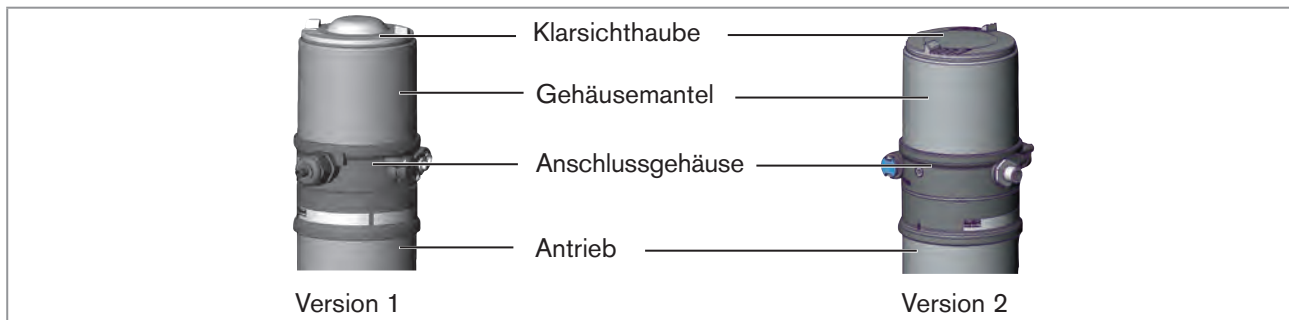 Klarsichthaube
Gehäusemantel
Anschlussgehäuse
Antrieb
Version 1
Version 2